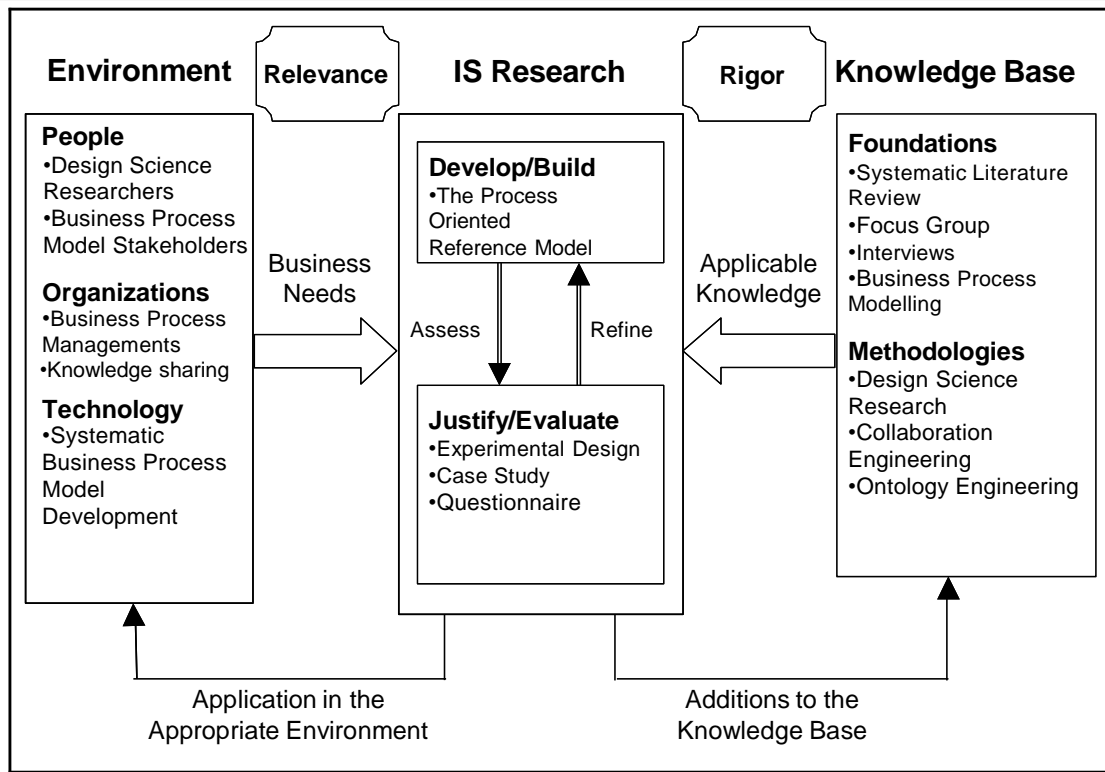 Environment
Relevance
IS Research
Rigor
Knowledge Base
People
•Design Science
Researchers
•Business Process
Model Stakeholders
Organizations
•Business Process
Managements
•Knowledge sharing
Technology
•Systematic
Business Process
Model
Development
Business
Needs
Develop/Build
•The Process
Oriented
Reference Model
Assess
Refine
Justify/Evaluate
•Experimental Design
•Case Study
•Questionnaire
Applicable
Knowledge
Foundations
•Systematic Literature
Review
•Focus Group
•Interviews
•Business Process
Modelling
Methodologies
•Design Science
Research
•Collaboration
Engineering
•Ontology Engineering
Application in the
Appropriate Environment
Additions to the
Knowledge Base